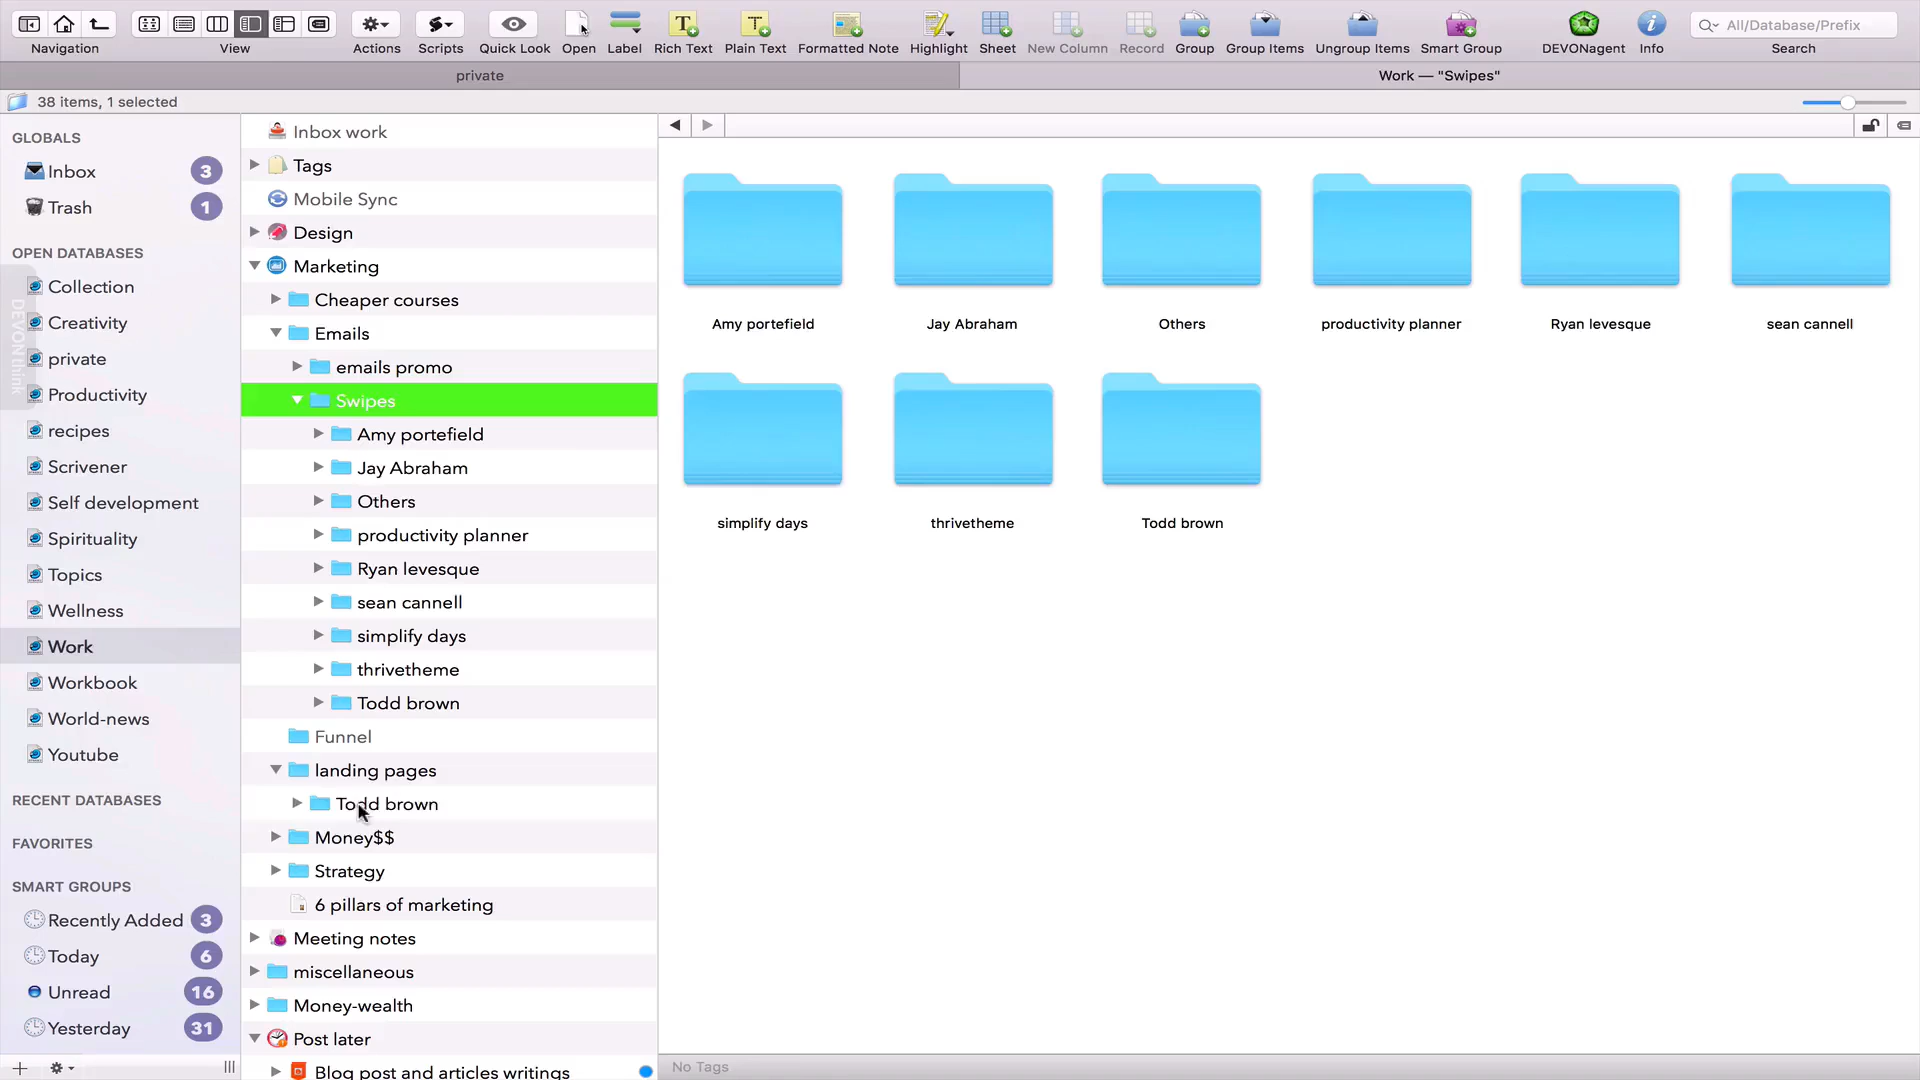 Navigation
View
Actions
Scripts
Quick Look
Open
Label
Rich Text
Plain Text
Formatted Note
Highlight
Sheet
New Column
Record
Group
Group Items
Ungroup Items
Smart Group
DEVONagent
Info
All/Database/Prefix
Search
private
Work — "Swipes"
38 items, 1 selected
GLOBALS
Inbox 3
Trash 1
OPEN DATABASES
Collection
Creativity
private
Productivity
recipes
Scrivener
Self development
Spirituality
Topics
Wellness
Work
Workbook
World-news
Youtube
RECENT DATABASES
FAVORITES
SMART GROUPS
Recently Added 3
Today 6
Unread 16
Yesterday 31
DEVONthink
Inbox work
Tags
Mobile Sync
Design
Marketing
Cheaper courses
Emails
emails promo
Swipes
Amy portefield
Jay Abraham
Others
productivity planner
Ryan levesque
sean cannell
simplify days
thrivetheme
Todd brown
Funnel
landing pages
Todd brown
Money$$
Strategy
6 pillars of marketing
Meeting notes
miscellaneous
Money-wealth
Post later
Blog post and articles writings
Amy portefield
Jay Abraham
Others
productivity planner
Ryan levesque
sean cannell
simplify days
thrivetheme
Todd brown
No Tags